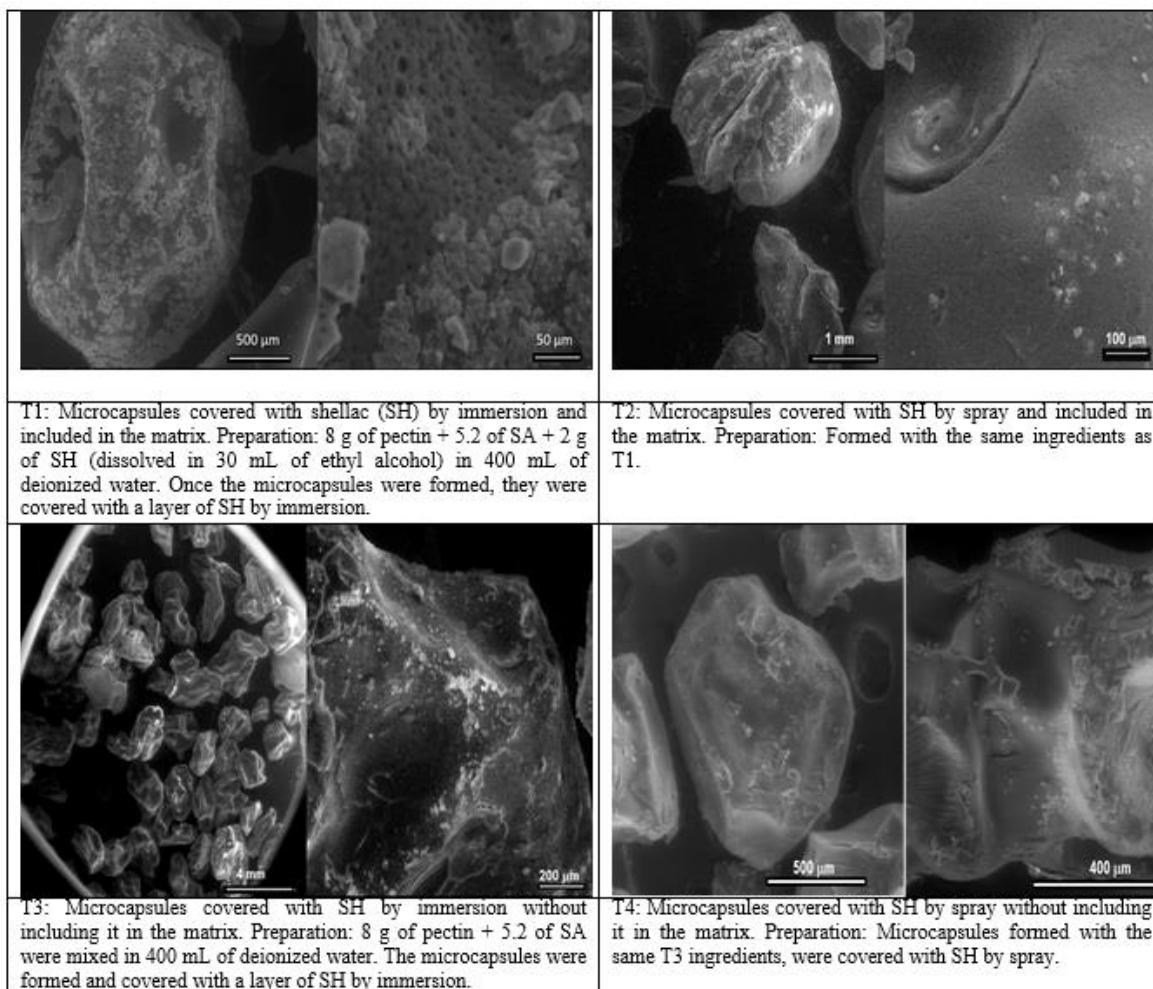 500 µm
50 µm
1 mm
100 µm
T1: Microcapsules covered with shellac (SH) by immersion and
included in the matrix. Preparation: 8 g of pectin + 5.2 of SA + 2 g
of SH (dissolved in 30 mL of ethyl alcohol) in 400 mL of
deionized water. Once the microcapsules were formed, they were
covered with a layer of SH by immersion.
T2: Microcapsules covered with SH by spray and included in
the matrix. Preparation: Formed with the same ingredients as
T1.
4 mm
200 µm
500 µm
400 µm
T3: Microcapsules covered with SH by immersion without
including it in the matrix. Preparation: 8 g of pectin + 5.2 of SA
were mixed in 400 mL of deionized water. The microcapsules were
formed and covered with a layer of SH by immersion.
T4: Microcapsules covered with SH by spray without including
it in the matrix. Preparation: Microcapsules formed with the
same T3 ingredients, were covered with SH by spray.